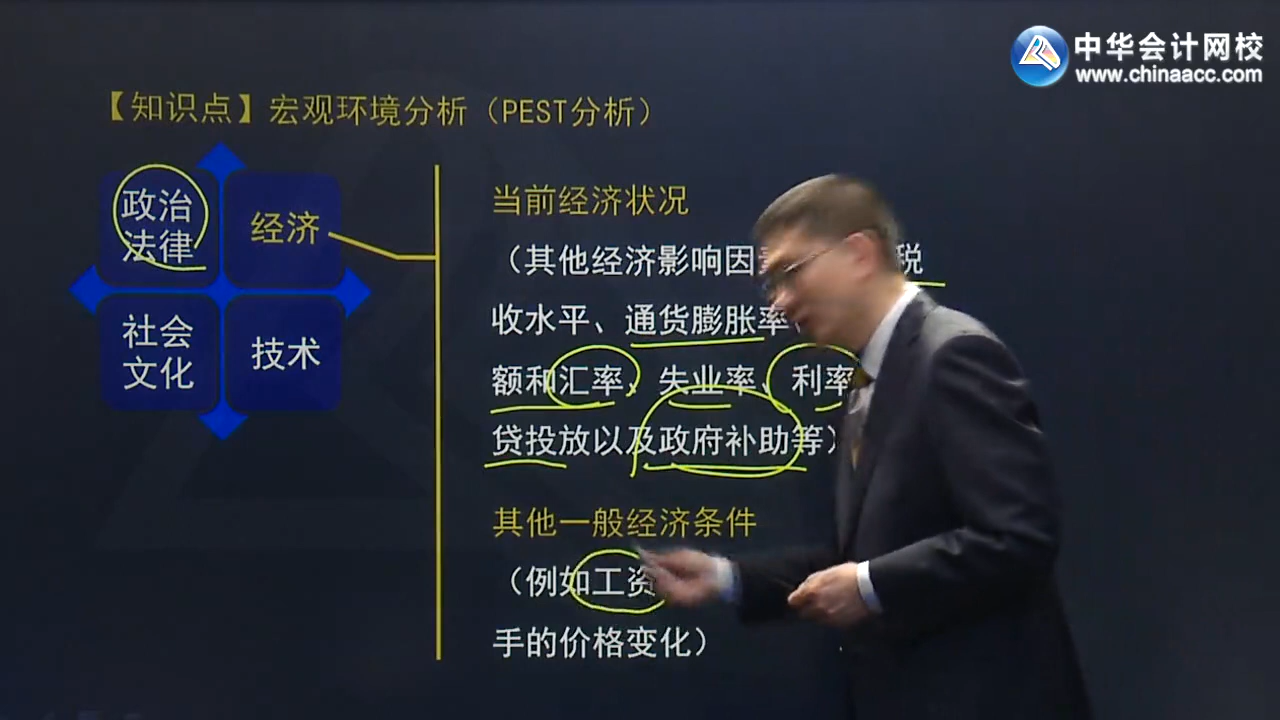 中华会计网校
www.chinaacc.com
【知识点】宏观环境分析（PEST分析）
政治
法律
经济
社会
文化
技术
当前经济状况
（其他经济影响因 税
收水平、通货膨胀率
额和汇率、失业率、利率
贷投放以及政府补助等）
其他一般经济条件
（例如工资
手的价格变化）